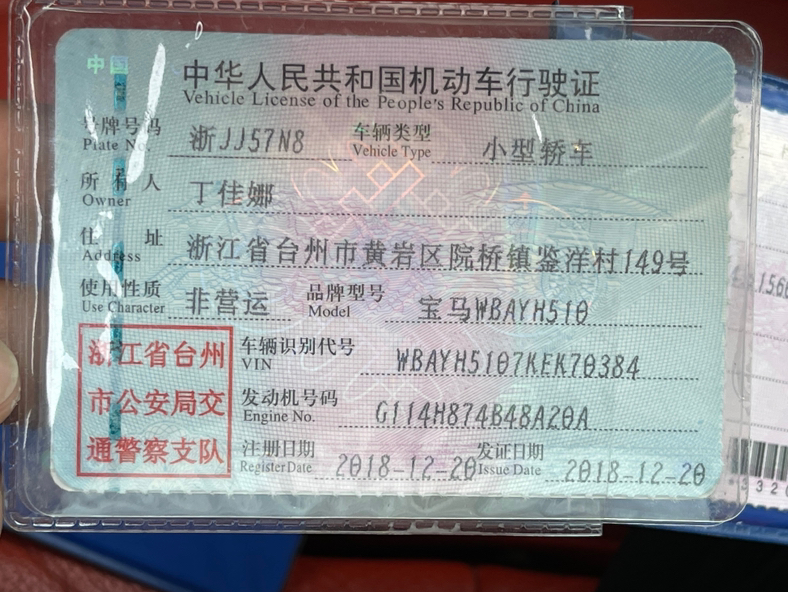 中国
中华人民共和国机动车行驶证
Vehicle License of the People's Republic of China
号牌号码 浙JJ57N8 车辆类型 小型轿车
Plate No. Vehicle Type
所有人 丁佳娜
Owner
住址 浙江省台州市黄岩区院桥镇鉴洋村149号
Address
使用性质 非营运 品牌型号 宝马WBAYH510
Use Character Model
浙江省台州 车辆识别代号 WBAYH5107KEK70384
VIN
市公安局交 发动机号码 G114H874B48A20A
Engine No.
通警察支队 注册日期 2018-12-20 发证日期 2018-12-20
Register Date Issue Date